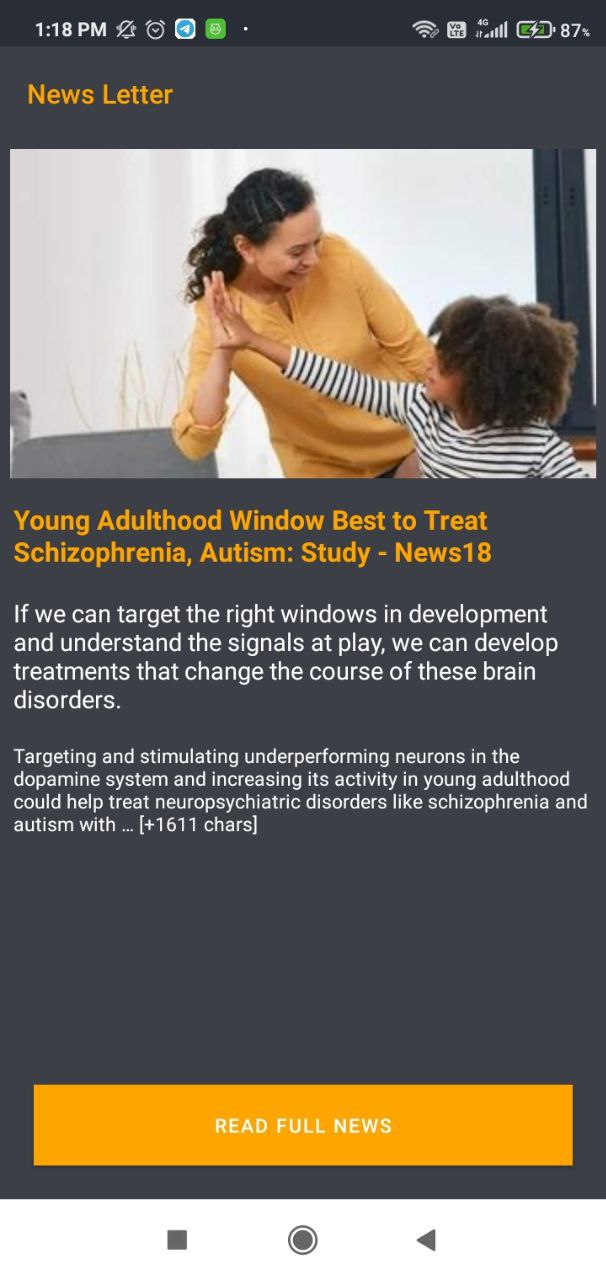 1:18 PM
VO LTE 4G 87%
News Letter
Young Adulthood Window Best to Treat
Schizophrenia, Autism: Study - News18
If we can target the right windows in development
and understand the signals at play, we can develop
treatments that change the course of these brain
disorders.
Targeting and stimulating underperforming neurons in the
dopamine system and increasing its activity in young adulthood
could help treat neuropsychiatric disorders like schizophrenia and
autism with … [+1611 chars]
READ FULL NEWS